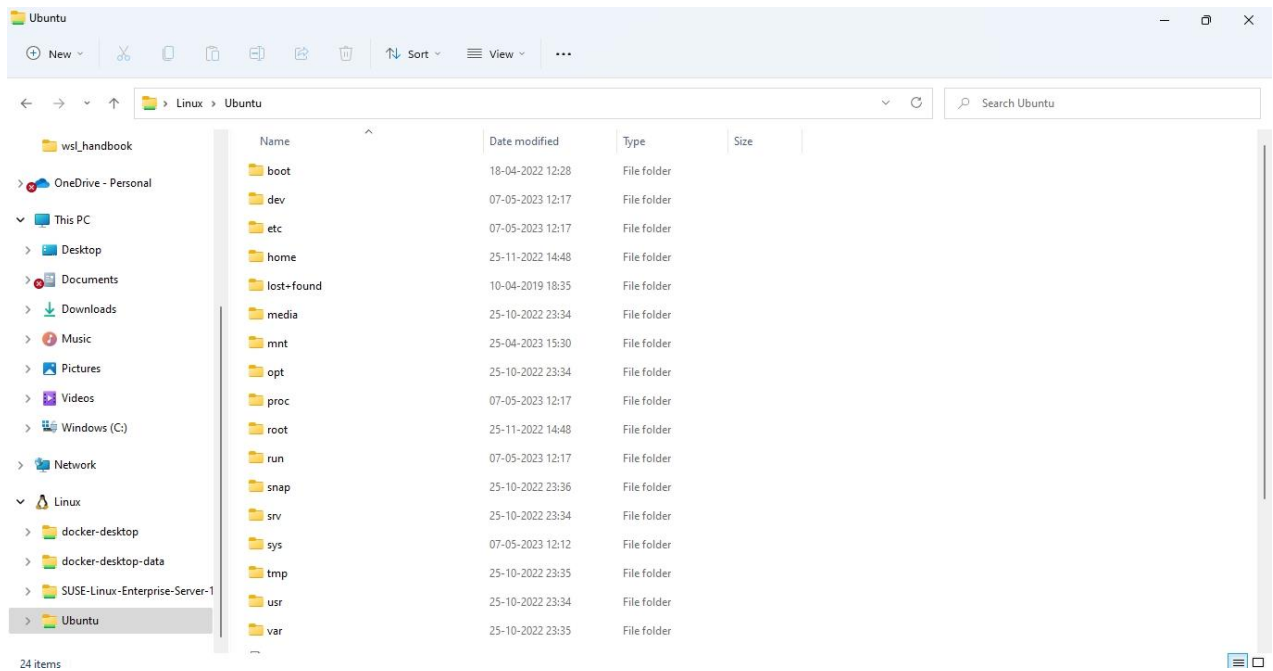 Ubuntu
New Sort View
Linux > Ubuntu Search Ubuntu
wsl_handbook
OneDrive - Personal
This PC
Desktop
Documents
Downloads
Music
Pictures
Videos
Windows (C:)
Network
Linux
docker-desktop
docker-desktop-data
SUSE-Linux-Enterprise-Server-1
Ubuntu
Name Date modified Type Size
boot 18-04-2022 12:28 File folder
dev 07-05-2023 12:17 File folder
etc 07-05-2023 12:17 File folder
home 25-11-2022 14:48 File folder
lost+found 10-04-2019 18:35 File folder
media 25-10-2022 23:34 File folder
mnt 25-04-2023 15:30 File folder
opt 25-10-2022 23:34 File folder
proc 07-05-2023 12:17 File folder
root 25-11-2022 14:48 File folder
run 07-05-2023 12:17 File folder
snap 25-10-2022 23:36 File folder
srv 25-10-2022 23:34 File folder
sys 07-05-2023 12:12 File folder
tmp 25-10-2022 23:35 File folder
usr 25-10-2022 23:34 File folder
var 25-10-2022 23:35 File folder
24 items